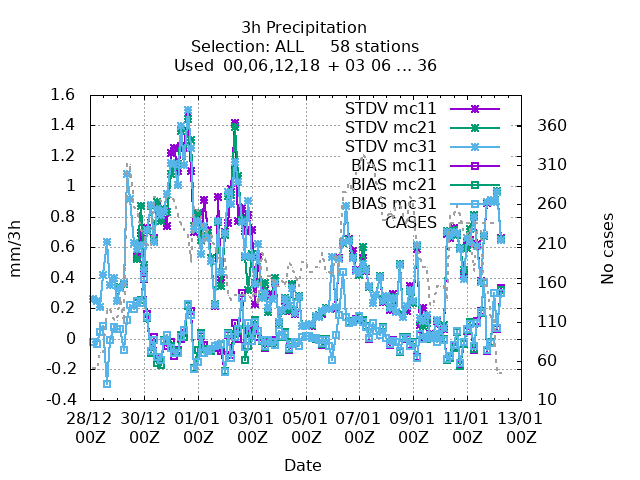 3h Precipitation
Selection: ALL 58 stations
Used 00,06,12,18 + 03 06 ... 36
1.6
1.4
1.2
1
0.8
0.6
0.4
0.2
0
-0.2
-0.4
mm/3h
STDV mc11
STDV mc21
STDV mc31
BIAS mc11
BIAS mc21
BIAS mc31
CASES
360
310
260
210
160
110
60
10
No cases
28/12 30/12 01/01 03/01 05/01 07/01 09/01 11/01 13/01
00Z 00Z 00Z 00Z 00Z 00Z 00Z 00Z 00Z
Date